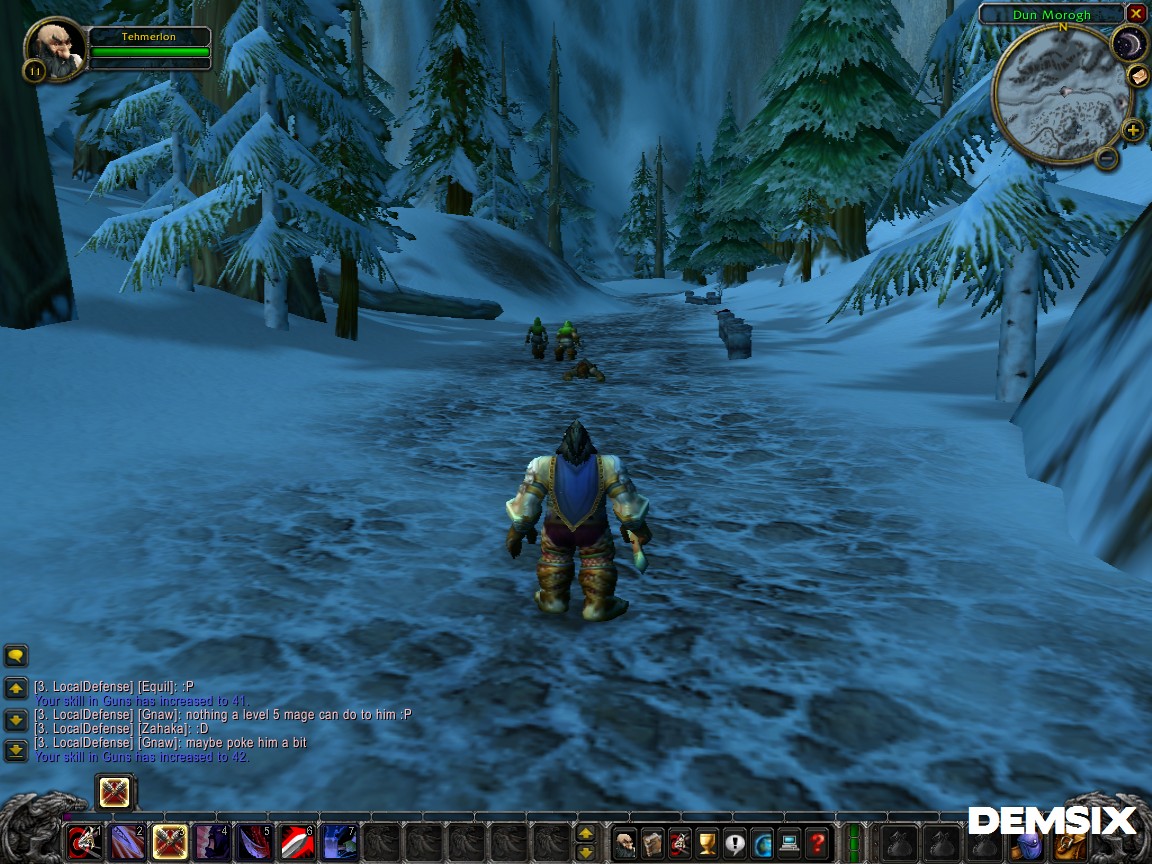 Tehmerlon
11
Dun Morogh
N
[3. LocalDefense] [Equil]: :P
Your skill in Guns has increased to 41.
[3. LocalDefense] [Gnaw]: nothing a level 5 mage can do to him :P
[3. LocalDefense] [Zahaka]: :D
[3. LocalDefense] [Gnaw]: maybe poke him a bit
Your skill in Guns has increased to 42.
1 2 4 5 6 7
DEMSIX